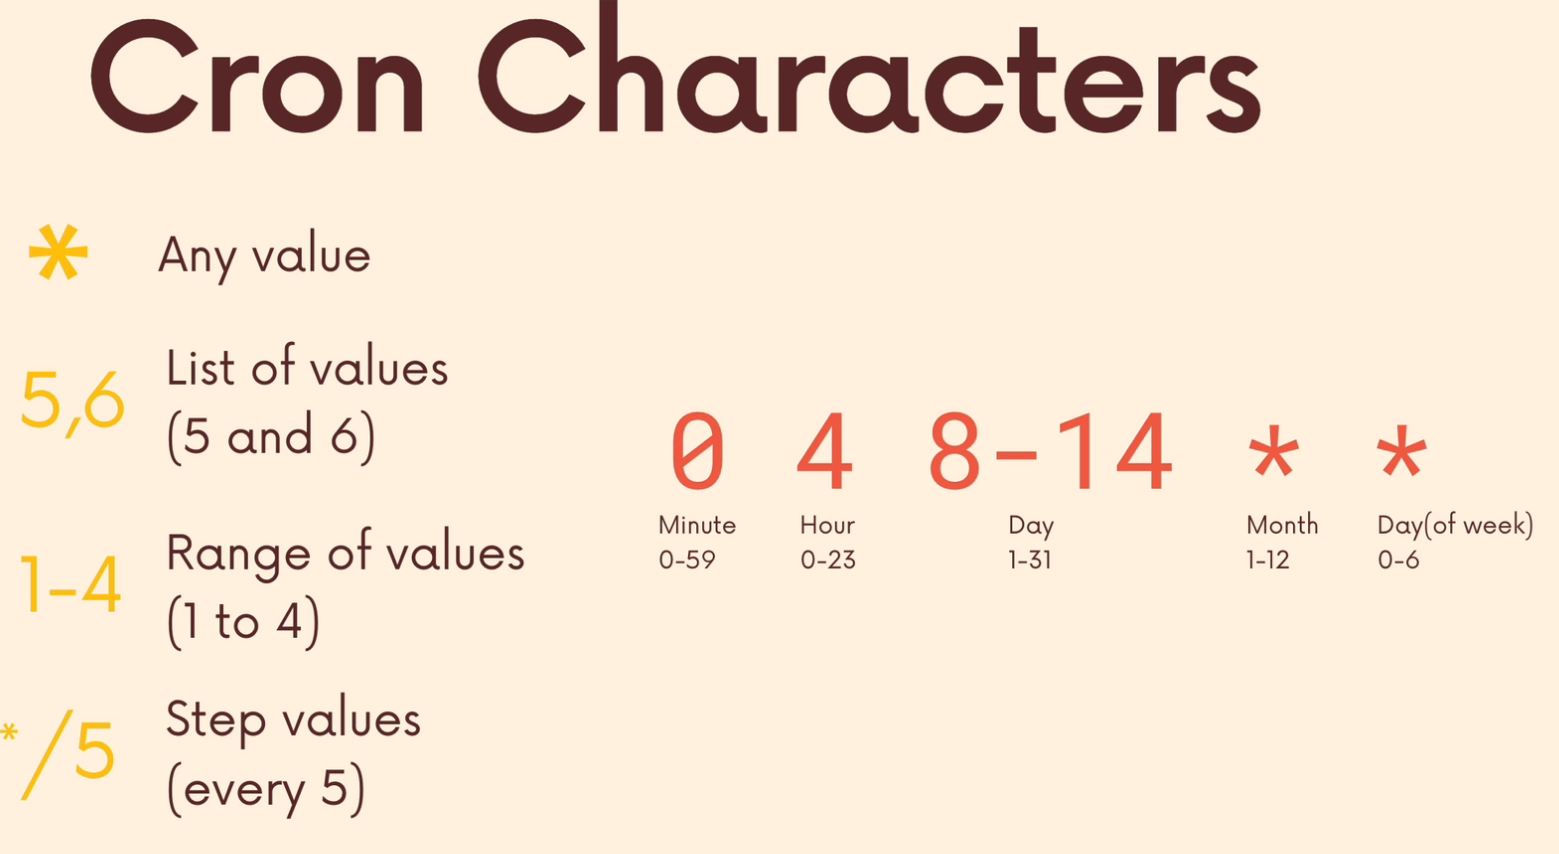 Cron Characters
* Any value
5,6 List of values
(5 and 6)
1-4 Range of values
(1 to 4)
*/5 Step values
(every 5)
0 4 8-14 * *
Minute Hour Day Month Day(of week)
0-59 0-23 1-31 1-12 0-6